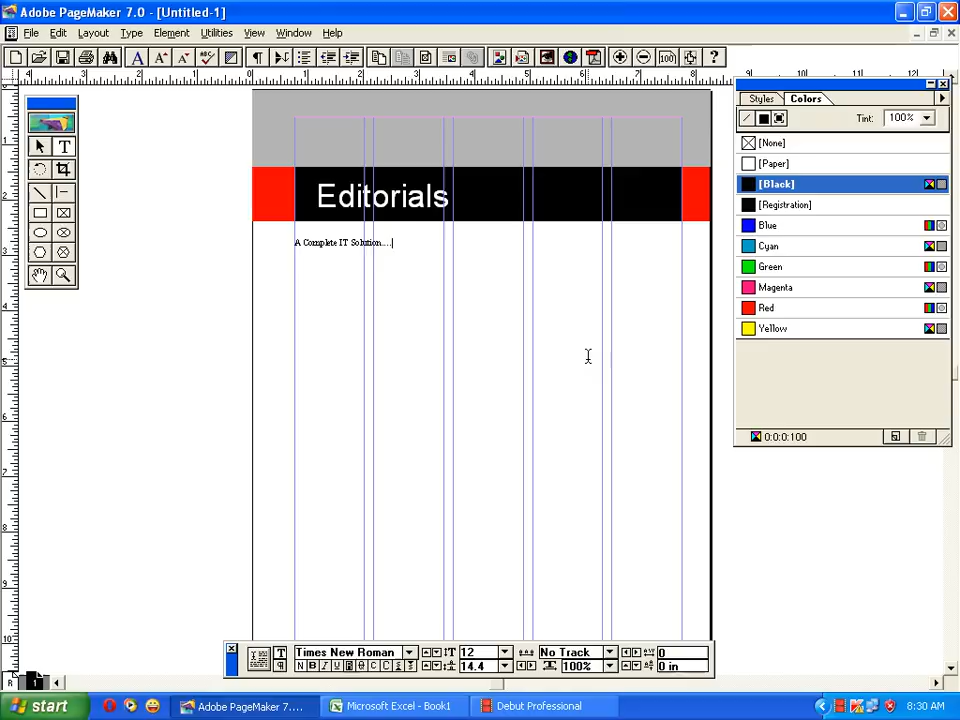 Adobe PageMaker 7.0 - [Untitled-1]
File Edit Layout Type Element Utilities View Window Help
Editorials
A Complete IT Solution....
Styles Colors
Tint: 100%
[None]
[Paper]
[Black]
[Registration]
Blue
Cyan
Green
Magenta
Red
Yellow
0:0:0:100
Times New Roman 12 No Track 0
N B I U R C C S S 14.4 100% 0 in
start Adobe PageMaker 7.... Microsoft Excel - Book1 Debut Professional 8:30 AM